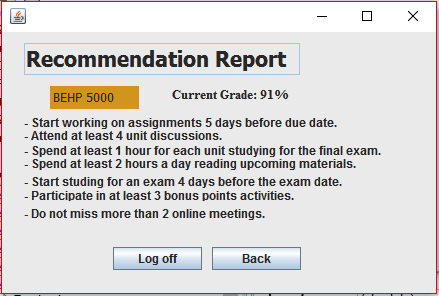 Recommendation Report
BEHP 5000
Current Grade: 91%
- Start working on assignments 5 days before due date.
- Attend at least 4 unit discussions.
- Spend at least 1 hour for each unit studying for the final exam.
- Spend at least 2 hours a day reading upcoming materials.
- Start studing for an exam 4 days before the exam date.
- Participate in at least 3 bonus points activities.
- Do not miss more than 2 online meetings.
Log off
Back